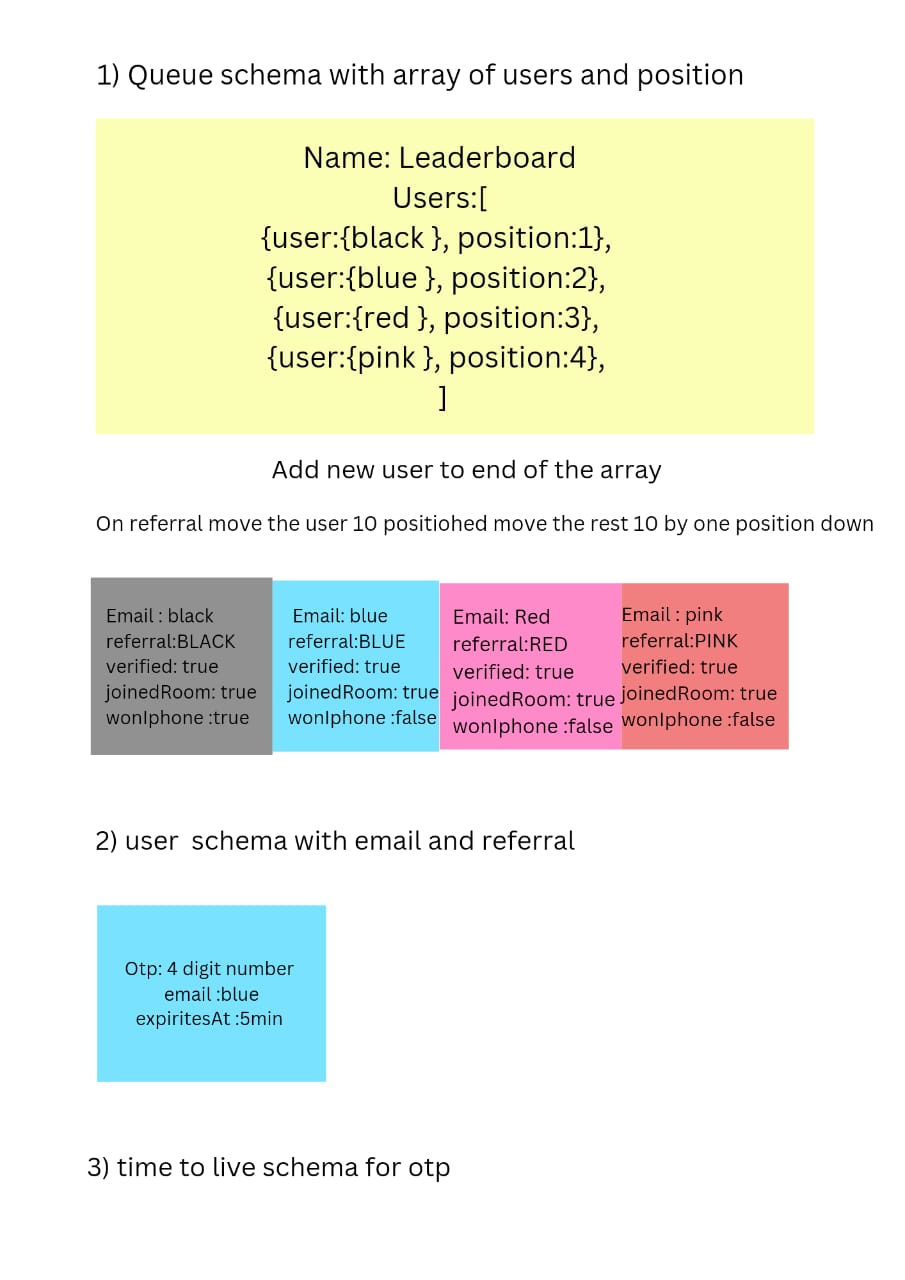 1) Queue schema with array of users and position
Name: Leaderboard
Users:[
{user:{black }, position:1},
{user:{blue }, position:2},
{user:{red }, position:3},
{user:{pink }, position:4},
]
Add new user to end of the array
On referral move the user 10 positiohed move the rest 10 by one position down
Email : black
referral:BLACK
verified: true
joinedRoom: true
wonIphone :true
Email: blue
referral:BLUE
verified: true
joinedRoom: true
wonIphone :false
Email: Red
referral:RED
verified: true
joinedRoom: true
wonIphone :false
Email : pink
referral:PINK
verified: true
joinedRoom: true
wonIphone :false
2) user  schema with email and referral
Otp: 4 digit number
email :blue
expiritesAt :5min
3) time to live schema for otp